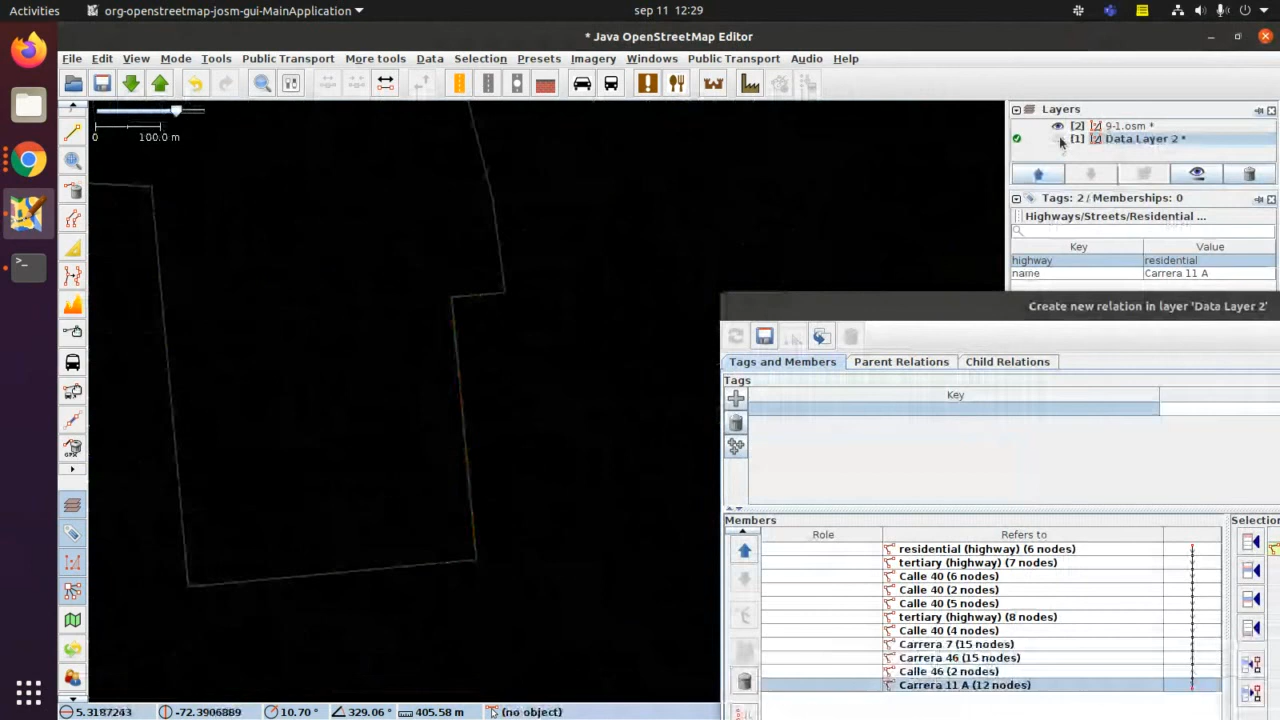 Activities org-openstreetmap-josm-gui-MainApplication sep 11 12:29
* Java OpenStreetMap Editor
File Edit View Mode Tools Public Transport More tools Data Selection Presets Imagery Windows Public Transport Audio Help
Layers
0 100.0 m
[2] 9-1.osm *
[1] Data Layer 2 *
Tags: 2 / Memberships: 0
Highways/Streets/Residential ...
Key Value
highway residential
name Carrera 11 A
Create new relation in layer 'Data Layer 2'
Tags and Members Parent Relations Child Relations
Tags
Key
Members Selection
Role Refers to
residential (highway) (6 nodes)
tertiary (highway) (7 nodes)
Calle 40 (6 nodes)
Calle 40 (2 nodes)
Calle 40 (5 nodes)
tertiary (highway) (8 nodes)
Calle 40 (4 nodes)
Carrera 7 (15 nodes)
Carrera 46 (15 nodes)
Calle 46 (2 nodes)
Carrera 11 A (12 nodes)
5.3187243 -72.3906889 10.70 ° 329.06 ° 405.58 m (no object)